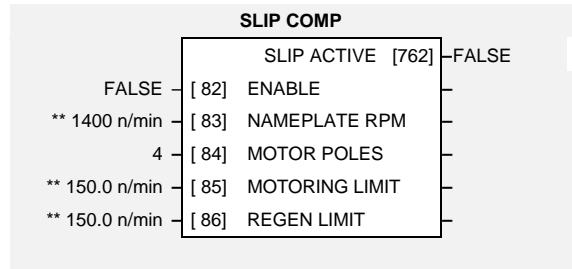 SLIP COMP
SLIP ACTIVE [762] FALSE
FALSE [ 82] ENABLE
** 1400 n/min [ 83] NAMEPLATE RPM
4 [ 84] MOTOR POLES
** 150.0 n/min [ 85] MOTORING LIMIT
** 150.0 n/min [ 86] REGEN LIMIT